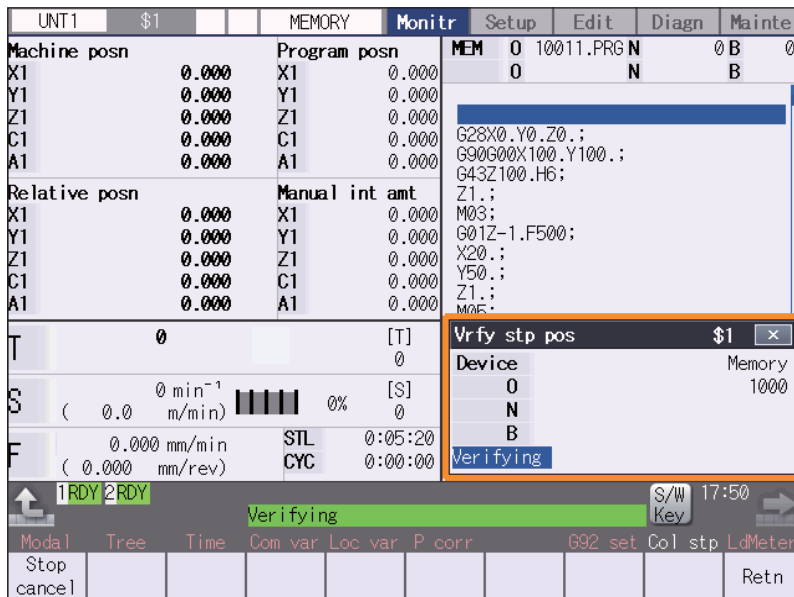 UNT1 $1 MEMORY Monitr Setup Edit Diagn Mainte
Machine posn
X1 0.000
Y1 0.000
Z1 0.000
C1 0.000
A1 0.000
Program posn
X1 0.000
Y1 0.000
Z1 0.000
C1 0.000
A1 0.000
Relative posn
X1 0.000
Y1 0.000
Z1 0.000
C1 0.000
A1 0.000
Manual int amt
X1 0.000
Y1 0.000
Z1 0.000
C1 0.000
A1 0.000
T 0 [T]
0
S 0 min⁻¹ 0% [S]
( 0.0 m/min) 0
F 0.000 mm/min
( 0.000 mm/rev)
STL 0:05:20
CYC 0:00:00
MEM O 10011.PRG N 0 B 0
O N B
G28X0.Y0.Z0.;
G90G00X100.Y100.;
G43Z100.H6;
Z1.;
M03;
G01Z-1.F500;
X20.;
Y50.;
Z1.;
M05;
Vrfy stp pos $1 ×
Device Memory
O 1000
N
B
Verifying
1RDY 2RDY
Verifying
S/W Key 17:50
Modal Tree Time Com var Loc var P corr G92 set Col stp LdMeter
Stop
cancel
Retn